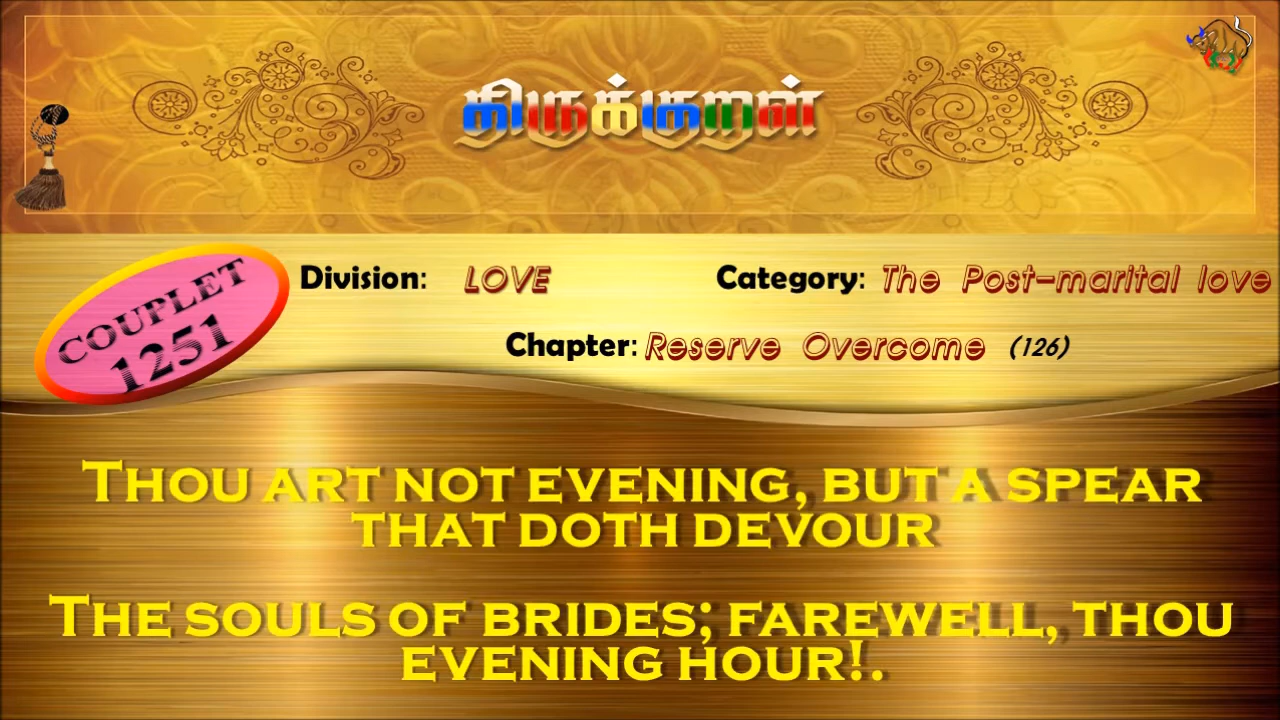 திருக்குறள்
COUPLET
1251
Division: LOVE
Category: The Post-marital love
Chapter: Reserve Overcome (126)
THOU ART NOT EVENING, BUT A SPEAR
THAT DOTH DEVOUR
THE SOULS OF BRIDES; FAREWELL, THOU
EVENING HOUR!.